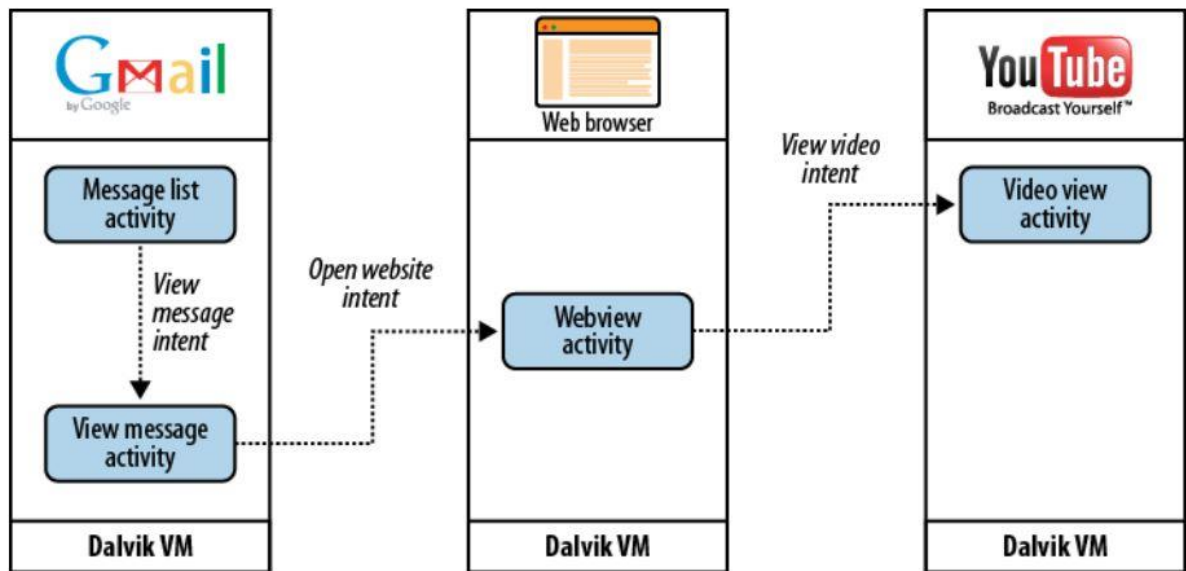 Gmail
by Google
Message list
activity
View
message
intent
View message
activity
Dalvik VM
Open website
intent
Web browser
Webview
activity
Dalvik VM
View video
intent
YouTube
Broadcast Yourself™
Video view
activity
Dalvik VM